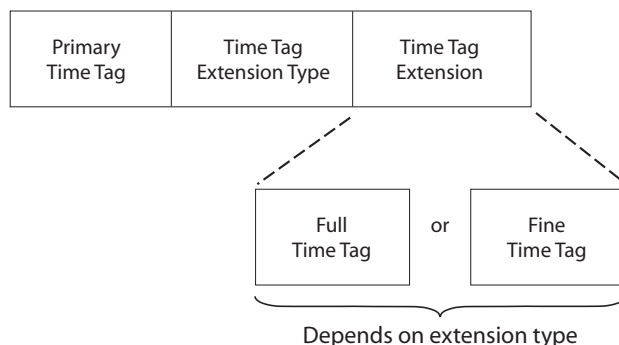 Primary
Time Tag
Time Tag
Extension Type
Time Tag
Extension
Full
Time Tag
or
Fine
Time Tag
Depends on extension type